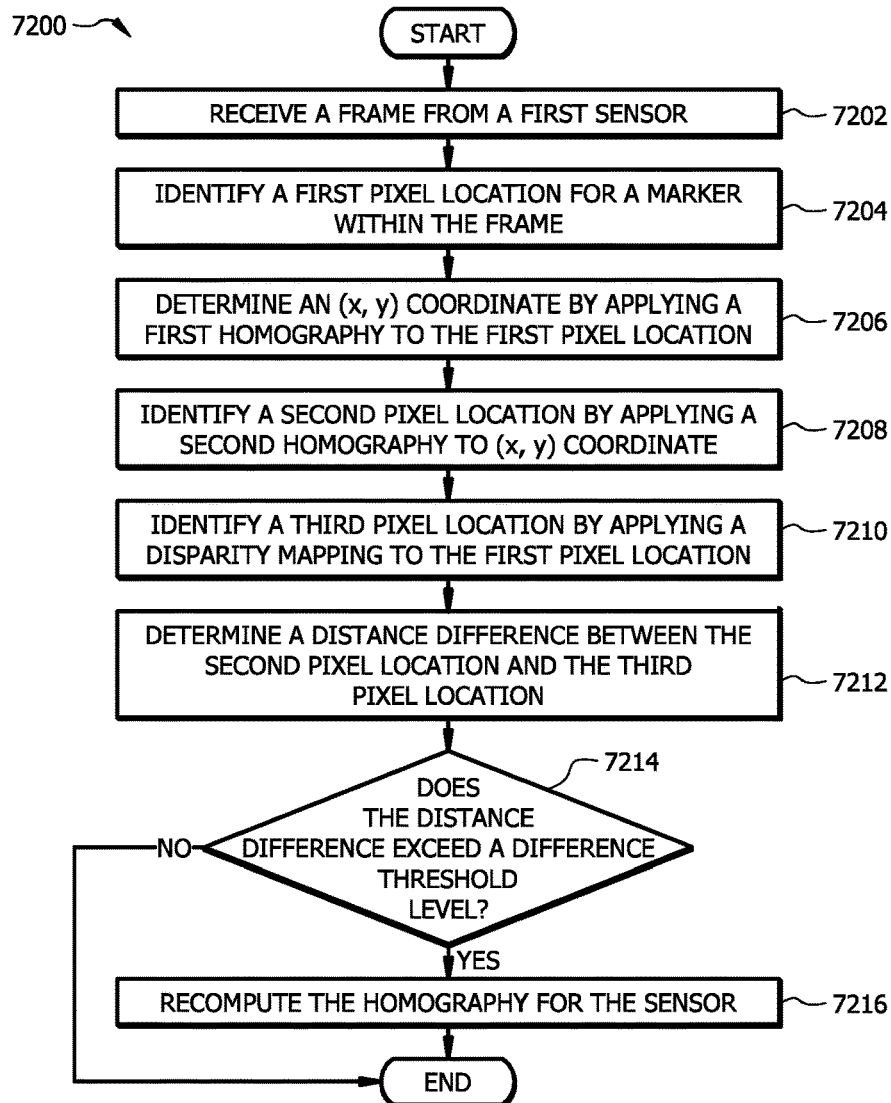 7200
START
RECEIVE A FRAME FROM A FIRST SENSOR
7202
IDENTIFY A FIRST PIXEL LOCATION FOR A MARKER
WITHIN THE FRAME
7204
DETERMINE AN (x, y) COORDINATE BY APPLYING A
FIRST HOMOGRAPHY TO THE FIRST PIXEL LOCATION
7206
IDENTIFY A SECOND PIXEL LOCATION BY APPLYING A
SECOND HOMOGRAPHY TO (x, y) COORDINATE
7208
IDENTIFY A THIRD PIXEL LOCATION BY APPLYING A
DISPARITY MAPPING TO THE FIRST PIXEL LOCATION
7210
DETERMINE A DISTANCE DIFFERENCE BETWEEN THE
SECOND PIXEL LOCATION AND THE THIRD
PIXEL LOCATION
7212
7214
DOES
THE DISTANCE
DIFFERENCE EXCEED A DIFFERENCE
THRESHOLD
LEVEL?
NO
YES
RECOMPUTE THE HOMOGRAPHY FOR THE SENSOR
7216
END